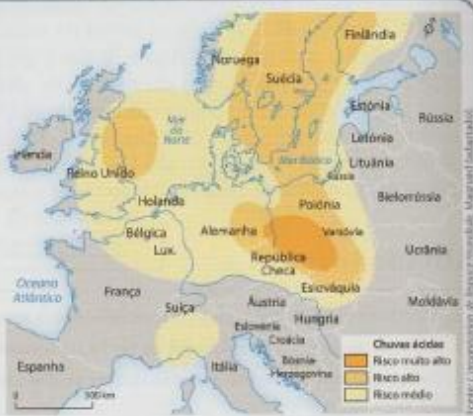 Finlândia
Noruega
Suécia
Estônia
Rússia
Letônia
Mar
do
Norte
Irlanda
Mar Báltico
Lituânia
Rússia
Reino Unido
Bielorrússia
Holanda
Polônia
Bélgica
Alemanha
Varsóvia
Lux.
República
Checa
Ucrânia
Eslováquia
Oceano
Atlântico
França
Áustria
Moldávia
Suíça
Hungria
Eslovenia
Croácia
Bósnia
-Herzegovina
Espanha
Itália
0
500 km
Chuvas ácidas
Risco muito alto
Risco alto
Risco médio